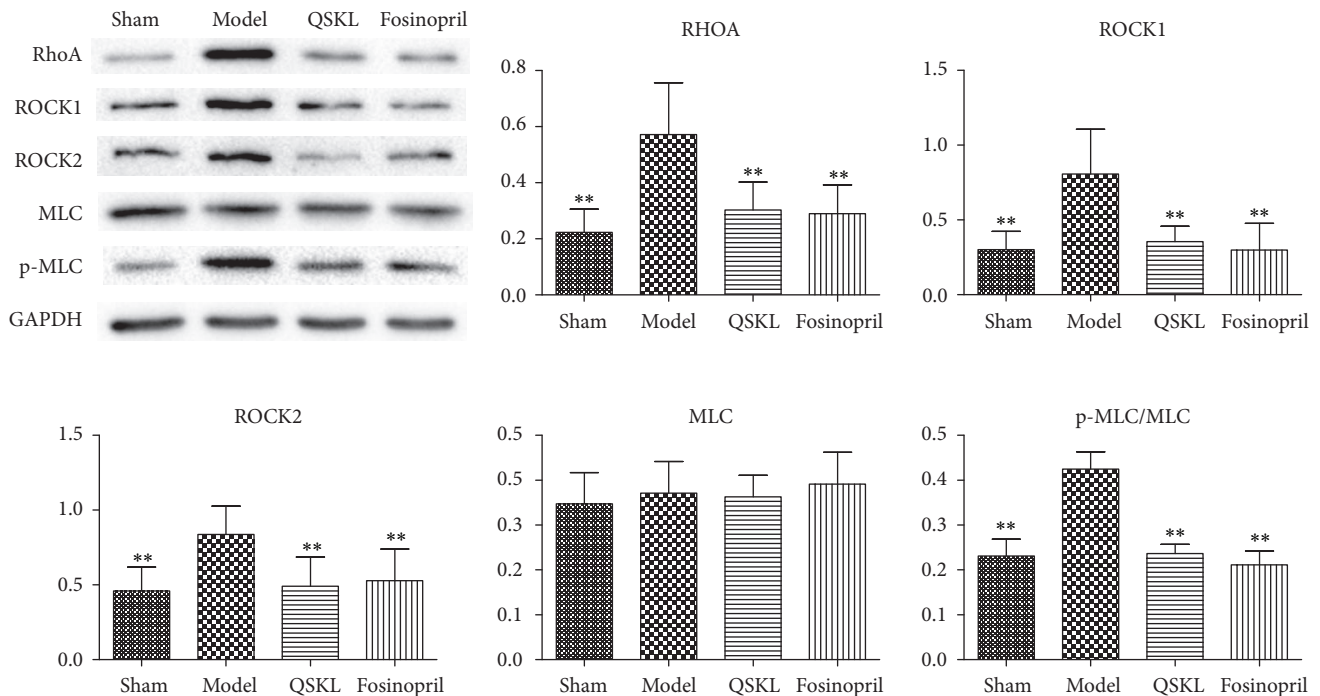 Sham Model QSKL Fosinopril
RhoA
ROCK1
ROCK2
MLC
p-MLC
GAPDH
RHOA
0.8
0.6
0.4
0.2
0.0
** ** **
Sham Model QSKL Fosinopril
ROCK1
1.5
1.0
0.5
0.0
** ** **
Sham Model QSKL Fosinopril
ROCK2
1.5
1.0
0.5
0.0
** ** **
Sham Model QSKL Fosinopril
MLC
0.5
0.5
0.3
0.2
0.1
0.0
Sham Model QSKL Fosinopril
p-MLC/MLC
0.5
0.4
0.3
0.2
0.1
0.0
** ** **
Sham Model QSKL Fosinopril